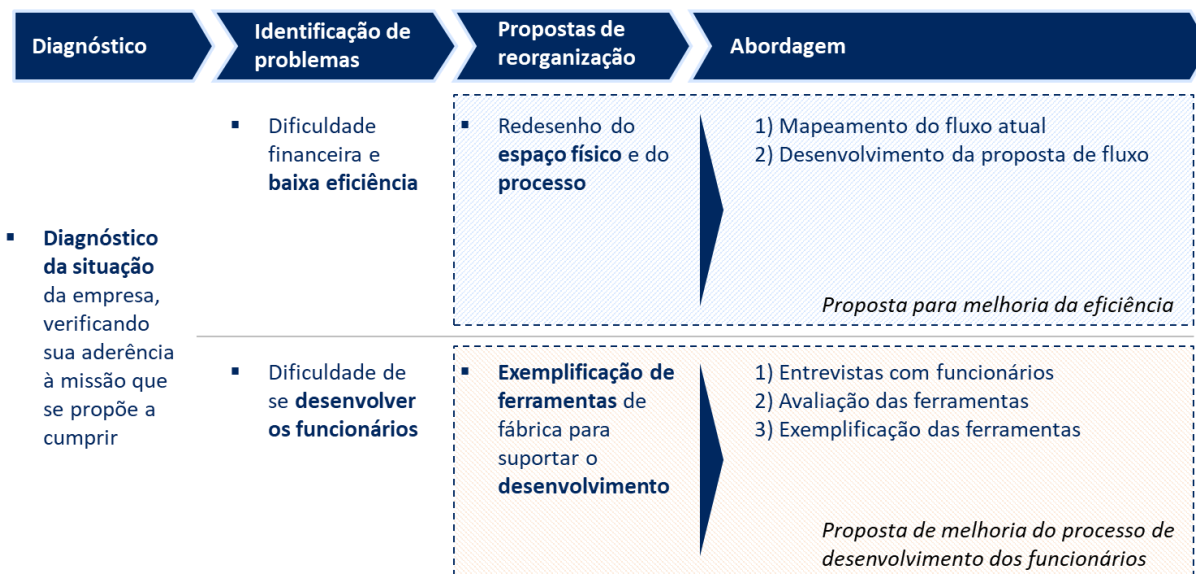 Diagnóstico
Identificação de
problemas
Propostas de
reorganização
Abordagem
▪ Diagnóstico
da situação
da empresa,
verificando
sua aderência
à missão que
se propõe a
cumprir
▪ Dificuldade
financeira e
baixa eficiência
▪ Redesenho do
espaço físico e do
processo
1) Mapeamento do fluxo atual
2) Desenvolvimento da proposta de fluxo
Proposta para melhoria da eficiência
▪ Dificuldade de
se desenvolver
os funcionários
▪ Exemplificação de
ferramentas de
fábrica para
suportar o
desenvolvimento
1) Entrevistas com funcionários
2) Avaliação das ferramentas
3) Exemplificação das ferramentas
Proposta de melhoria do processo de
desenvolvimento dos funcionários